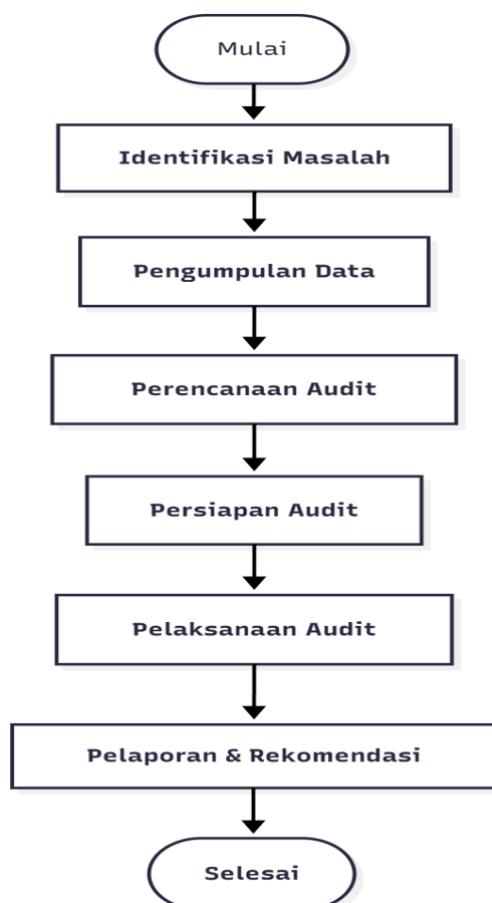 Mulai
Identifikasi Masalah
Pengumpulan Data
Perencanaan Audit
Persiapan Audit
Pelaksanaan Audit
Pelaporan & Rekomendasi
Selesai